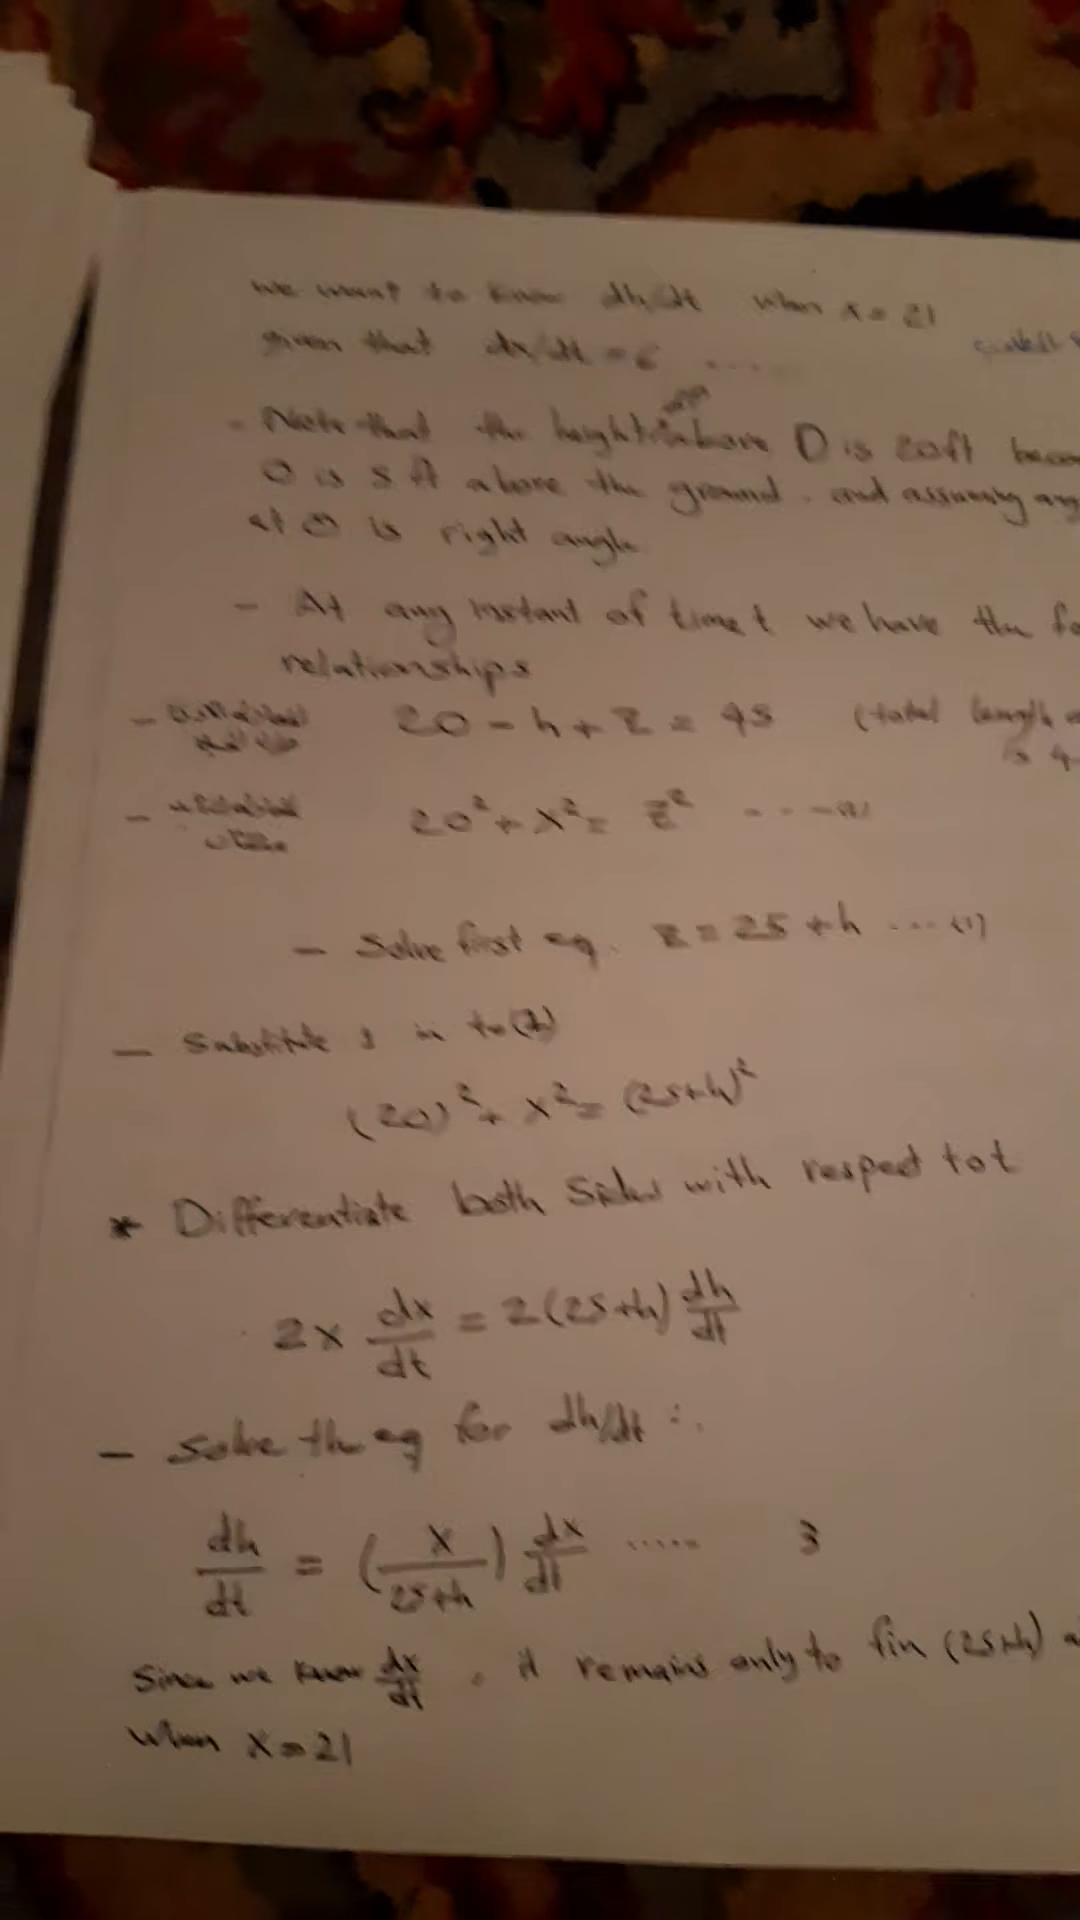 we want to know dh/dt when x = 21
given that dx/dt = 6 ....
- Note that the height above O is 20ft
O is 5 ft above the ground. and assuming
at O is right angle
- At any instant of time t we have the
relationships
- 20 - h + z = 45 (total length
- 20² + x² = z² - - - (2)
- Solve first eq. z = 25 + h .... (1)
- Substitute 1 in to (2)
(20)² + x² = (25+h)²
* Differentiate both Sides with respect to t
2x dx/dt = 2(25+h) dh/dt
- Solve th eq for dh/dt :.
dh/dt = (x/25+h) dx/dt ..... 3
Since we know dx/dt , it remains only to fin (25+h)
when x = 21